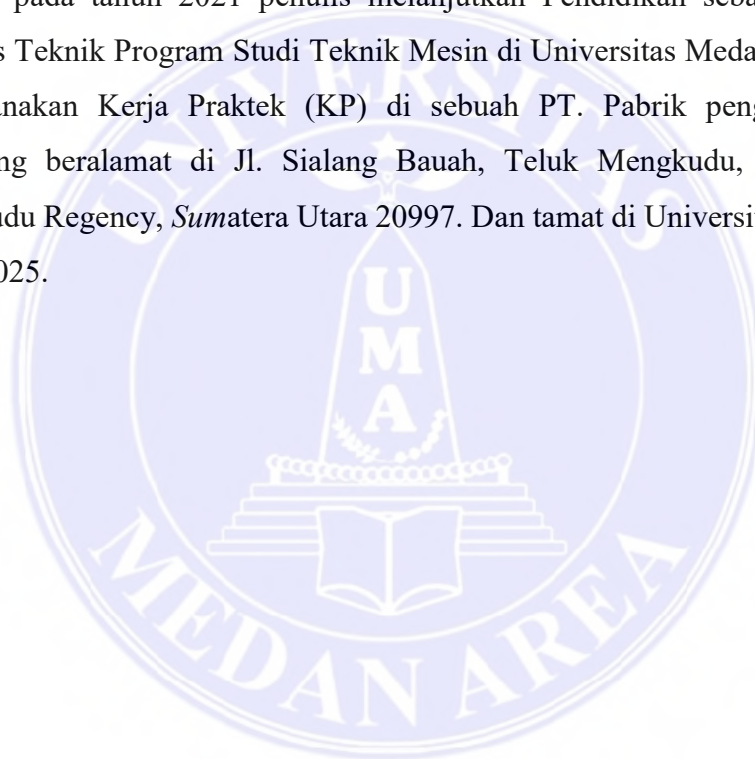 pada tahun 2021 penulis melanjutkan Pendidikan
Teknik Program Studi Teknik Mesin di Universitas
Kerja Praktek (KP) di sebuah PT. Pabrik
beralamat di Jl. Sialang Bauah, Teluk Mengkudu,
Regency, Sumatera Utara 20997. Dan tamat di
UNIVERSITAS
UMA
MEDAN AREA